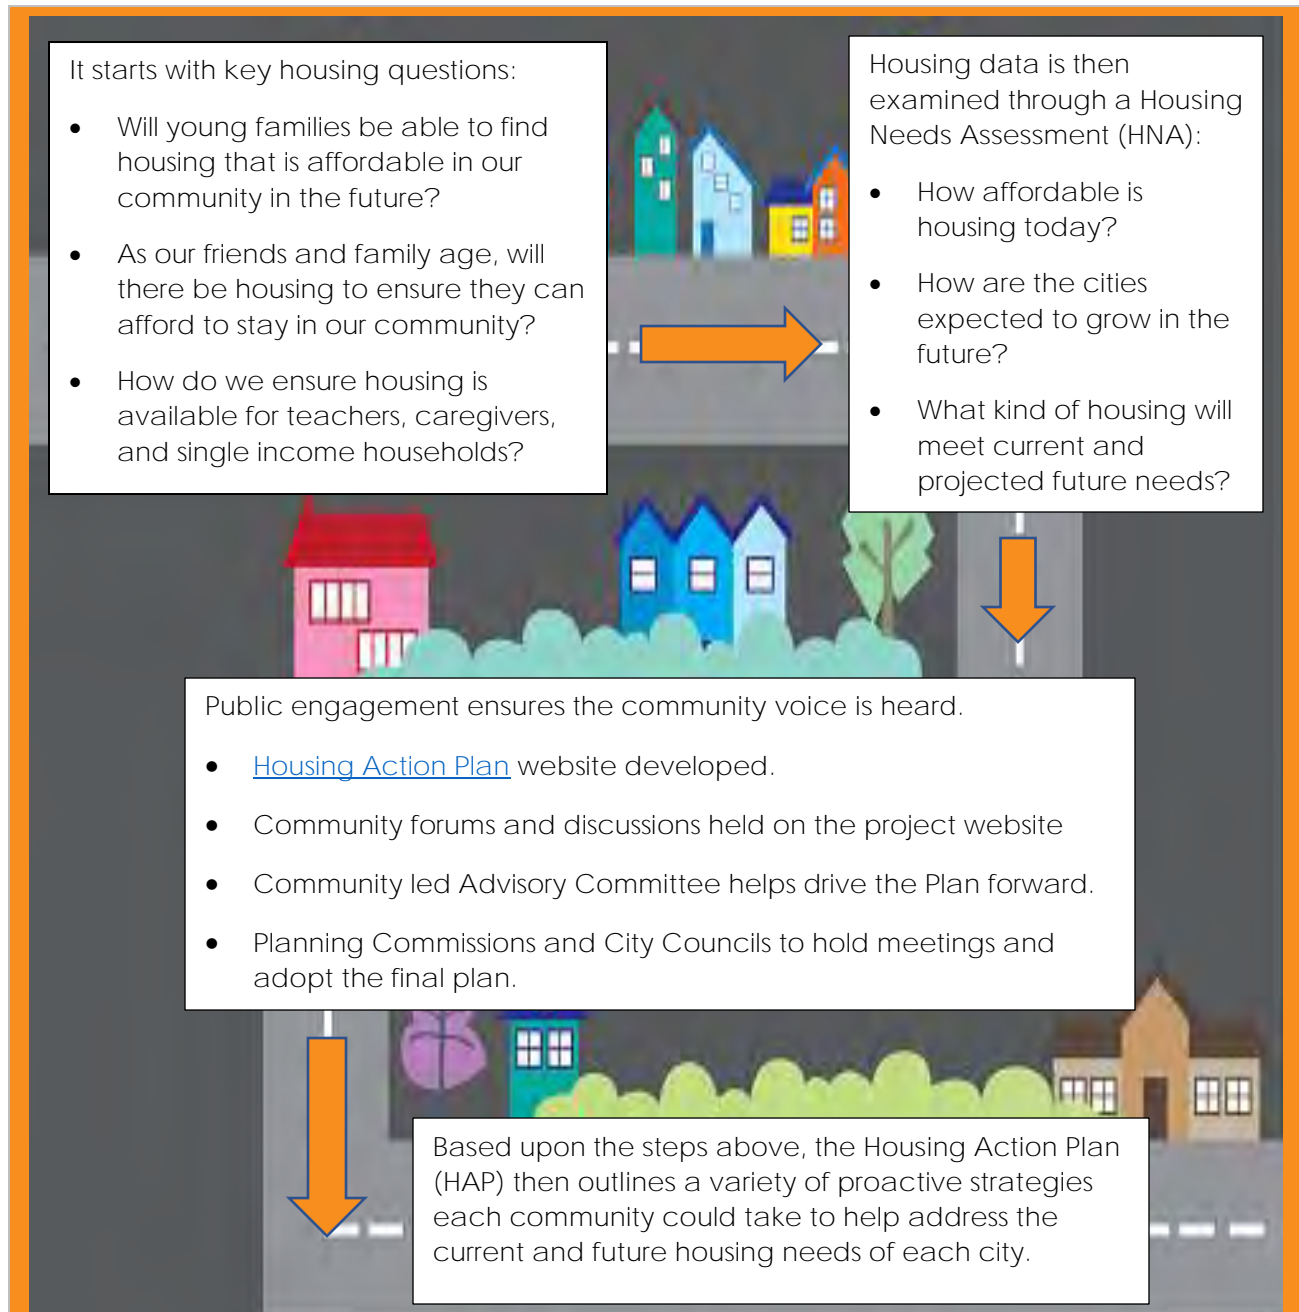 It starts with key housing questions:
• Will young families be able to find
housing that is affordable in our
community in the future?
• As our friends and family age, will
there be housing to ensure they can
afford to stay in our community?
• How do we ensure housing is
available for teachers, caregivers,
and single income households?
Housing data is then
examined through a Housing
Needs Assessment (HNA):
• How affordable is
housing today?
• How are the cities
expected to grow in the
future?
• What kind of housing will
meet current and
projected future needs?
Public engagement ensures the community voice is heard.
• Housing Action Plan website developed.
• Community forums and discussions held on the project website
• Community led Advisory Committee helps drive the Plan forward.
• Planning Commissions and City Councils to hold meetings and
adopt the final plan.
Based upon the steps above, the Housing Action Plan
(HAP) then outlines a variety of proactive strategies
each community could take to help address the
current and future housing needs of each city.